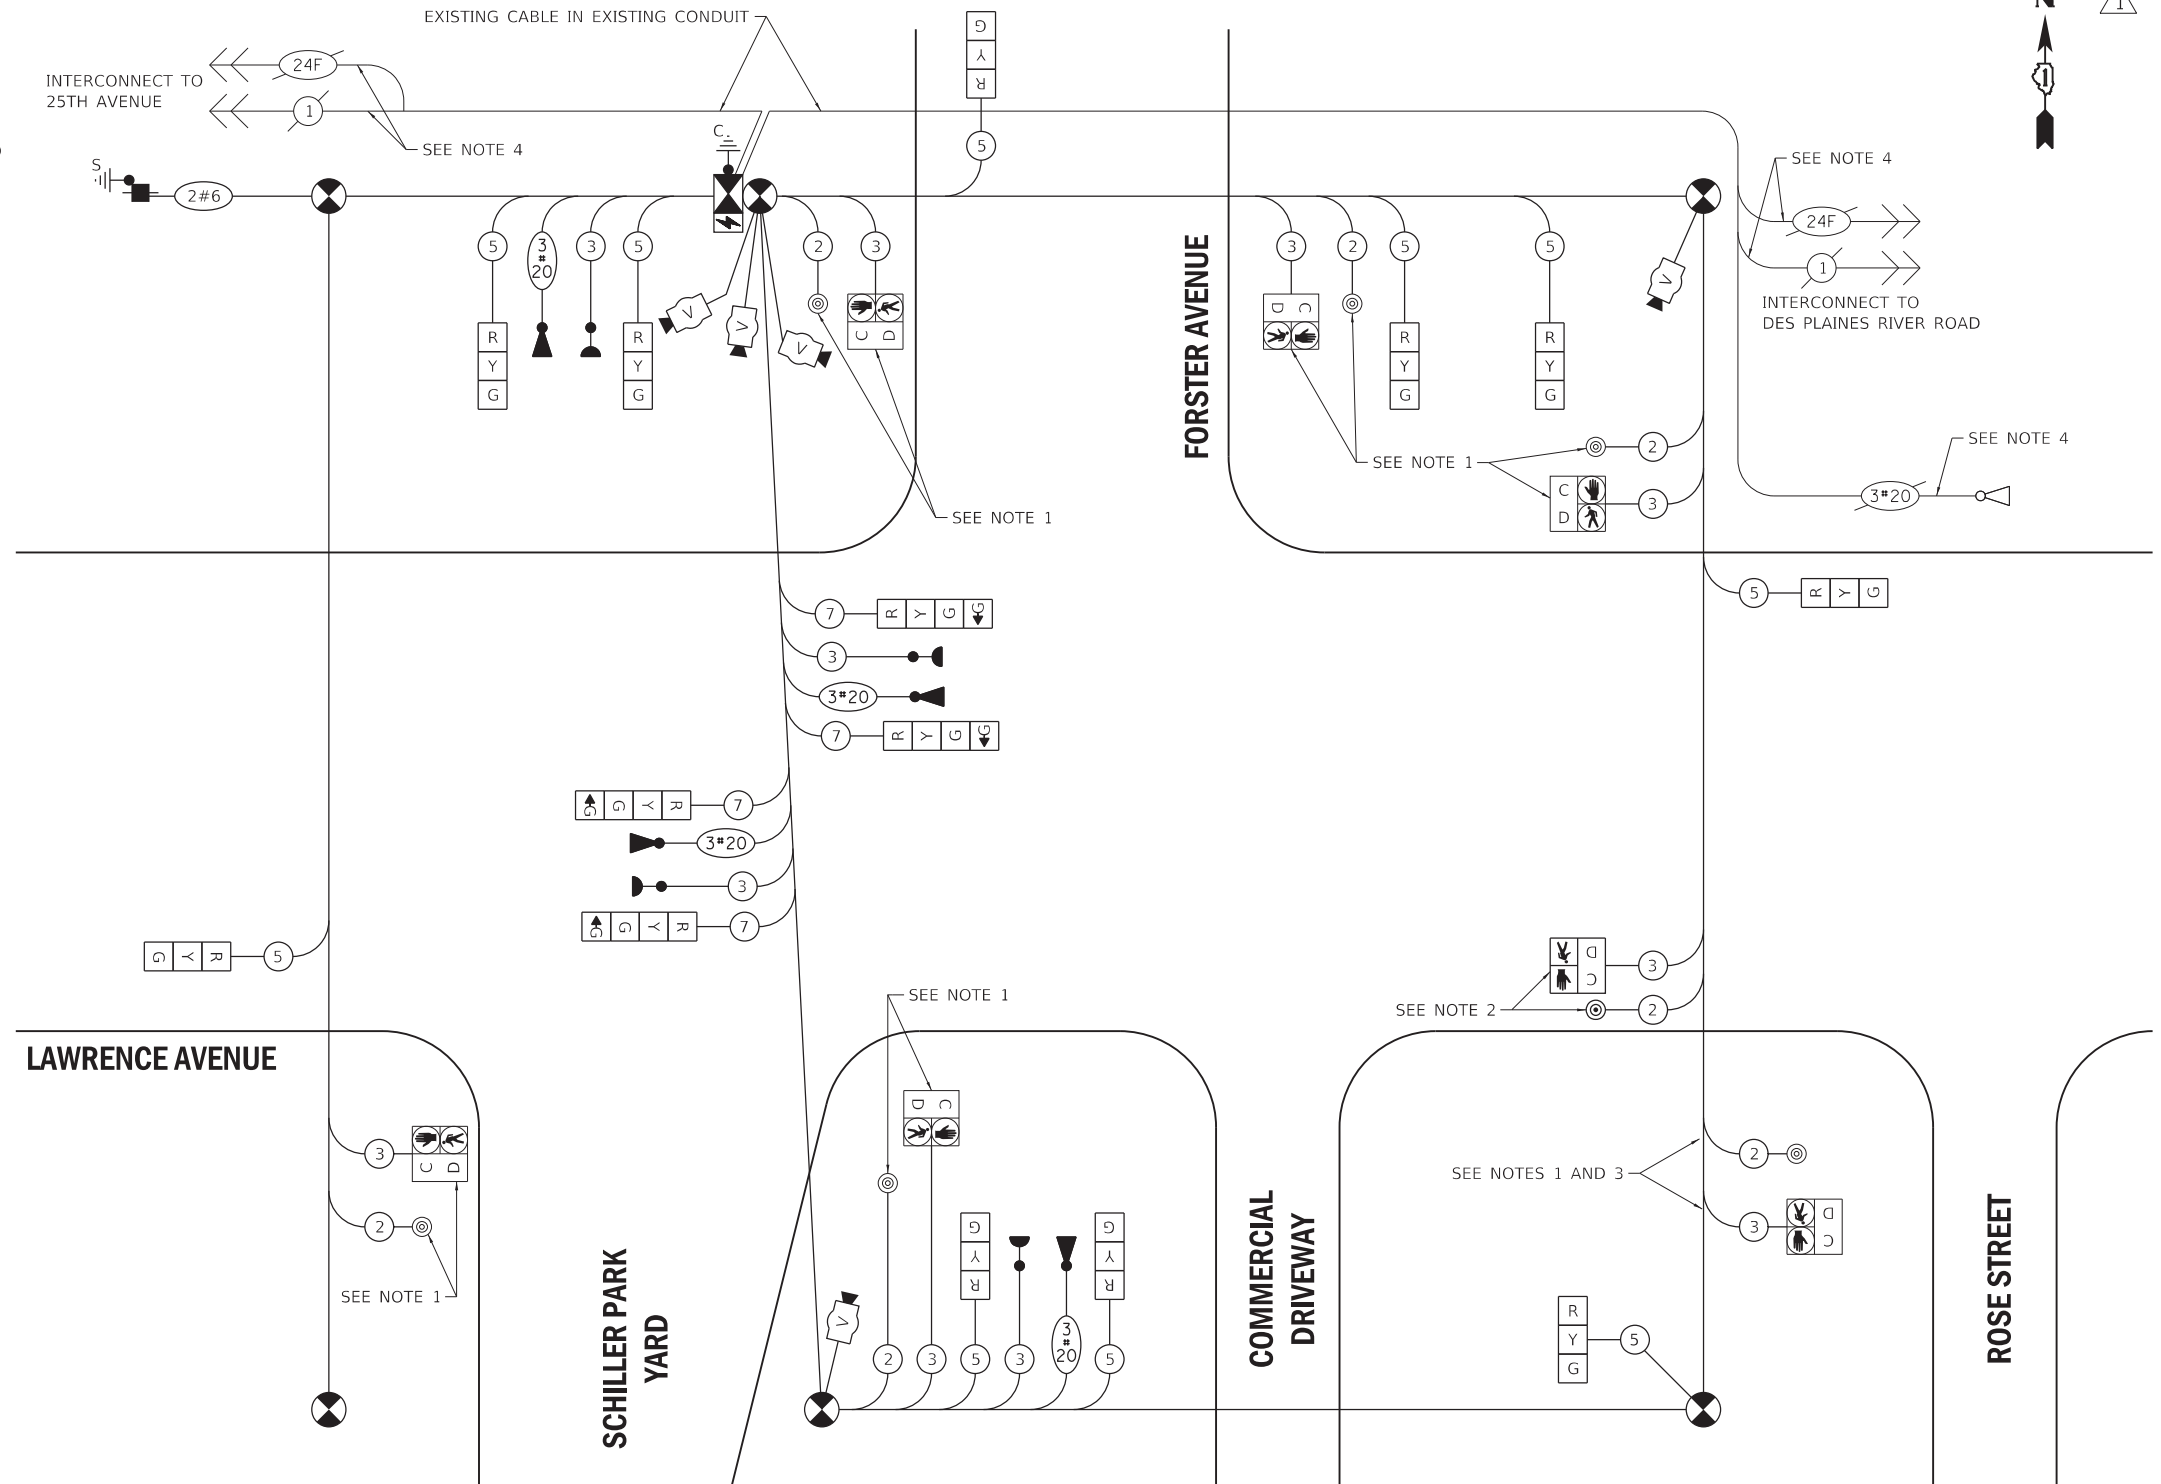 EXISTING CABLE IN EXISTING CONDUIT
N
1
1
24F
INTERCONNECT TO
25TH AVENUE
1
SEE NOTE 4
S
2#6
C.
R
Y
G
5
SEE NOTE 4
24F
1
INTERCONNECT TO
DES PLAINES RIVER ROAD
5
3
#
20
3
5
2
3
R
Y
G
R
Y
G
V
V
V
C D
SEE NOTE 1
FORSTER AVENUE
3
2
5
5
D C
R
Y
G
R
Y
G
V
2
SEE NOTE 1
C
D
3
SEE NOTE 4
3#20
5
R Y G
7
R Y G G
3
3#20
7
R Y G G
G G Y R
7
3#20
3
G G Y R
7
G Y R
5
D
C
3
SEE NOTE 2
2
SEE NOTE 1
LAWRENCE AVENUE
3
C D
2
SEE NOTE 1
SCHILLER PARK
YARD
D C
G
Y
R
G
Y
R
V
2
3
5
3
3
#
20
5
COMMERCIAL
DRIVEWAY
SEE NOTES 1 AND 3
2
3
D
C
R
Y
G
5
ROSE STREET